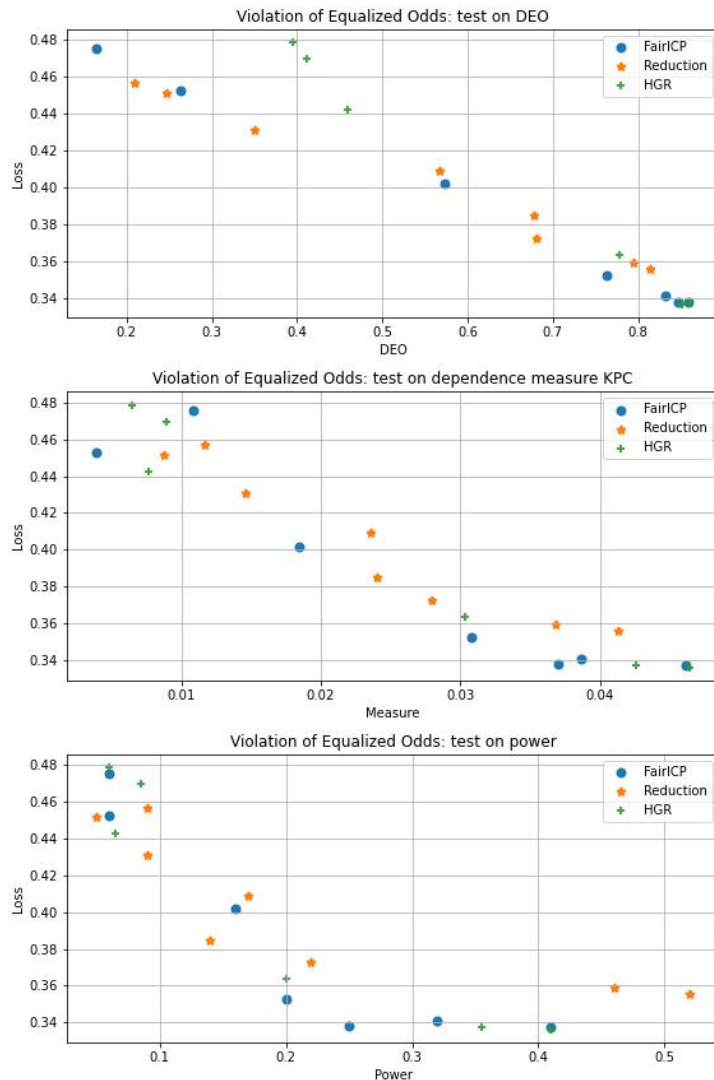 Violation of Equalized Odds: test on DEO
0.48
0.46
0.44
0.42
0.40
0.38
0.36
0.34
Loss
FairICP
Reduction
HGR
0.2 0.3 0.4 0.5 0.6 0.7 0.8
DEO
Violation of Equalized Odds: test on dependence measure KPC
0.48
0.46
0.44
0.42
0.40
0.38
0.36
0.34
Loss
FairICP
Reduction
HGR
0.01 0.02 0.03 0.04
Measure
Violation of Equalized Odds: test on power
0.48
0.46
0.44
0.42
0.40
0.38
0.36
0.34
Loss
FairICP
Reduction
HGR
0.1 0.2 0.3 0.4 0.5
Power